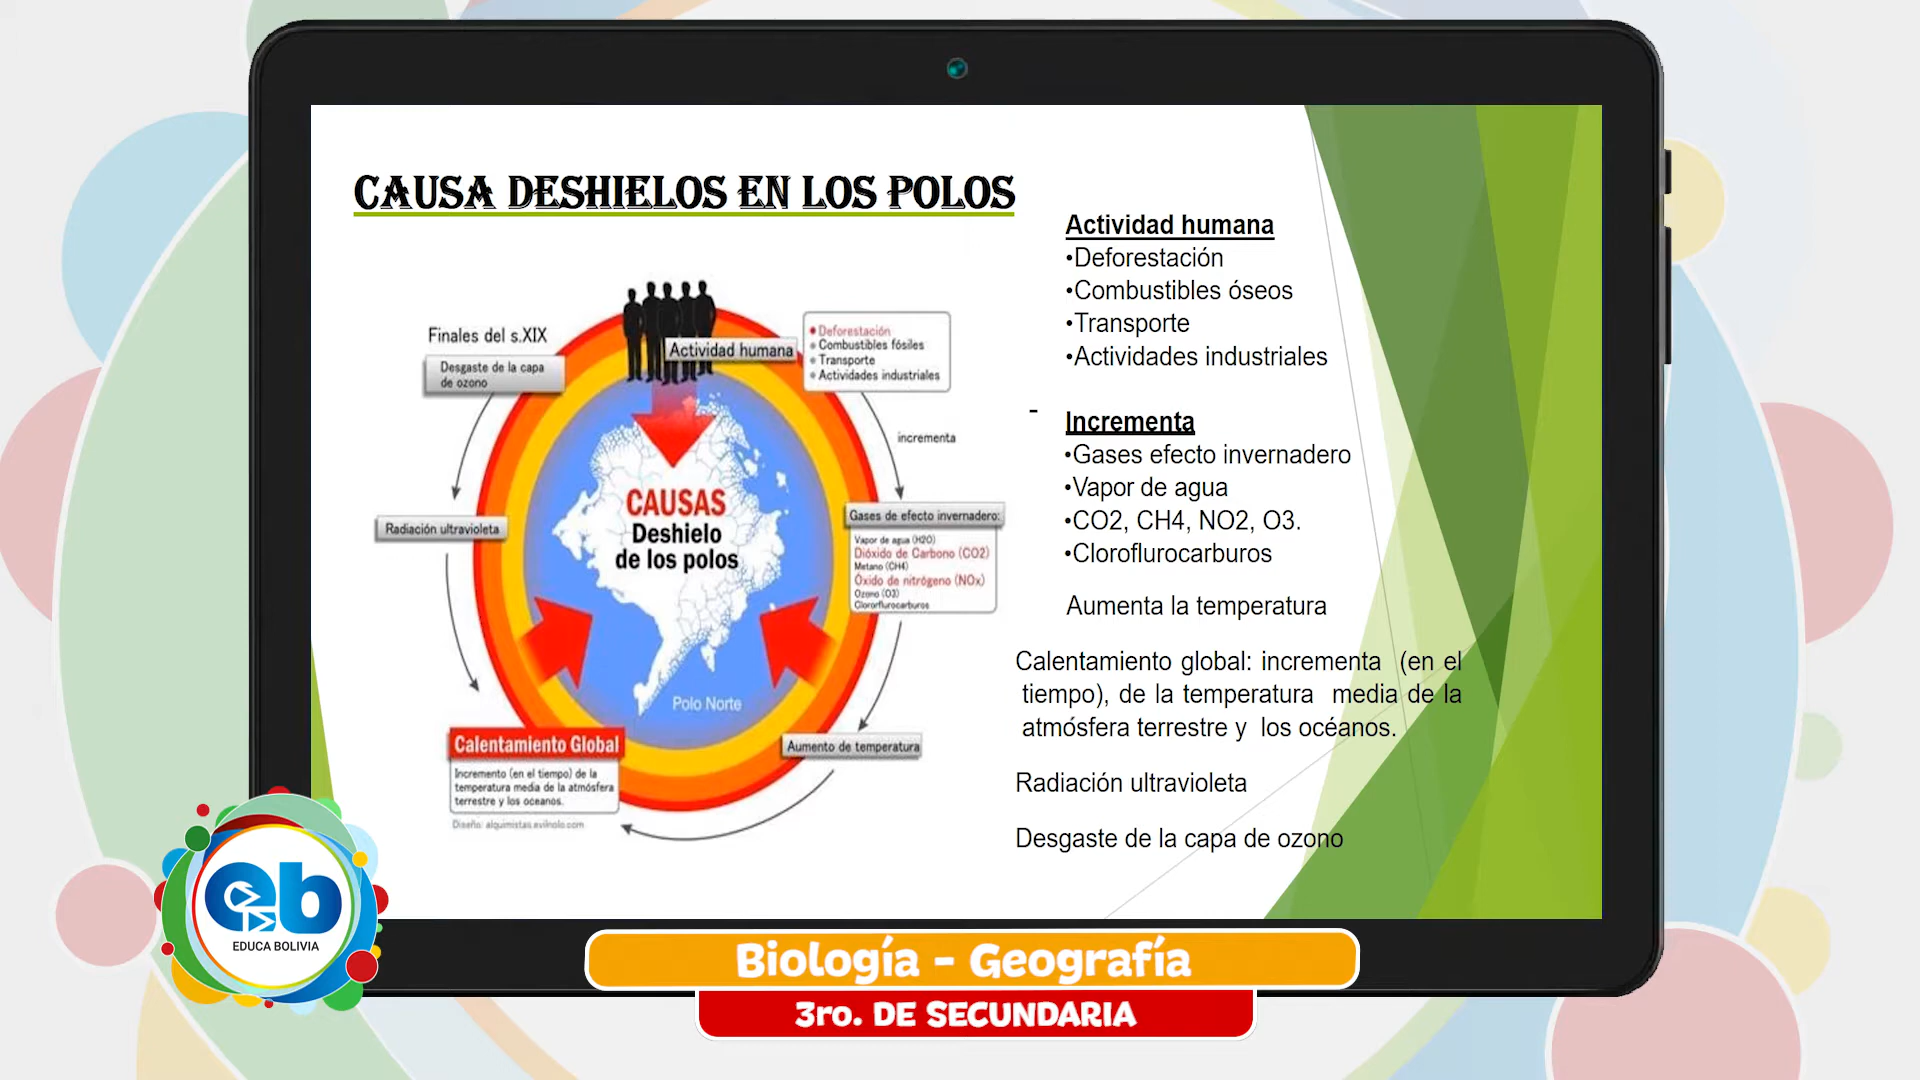 CAUSA DESHIELOS EN LOS POLOS
Finales del s.XIX
Desgaste de la capa
de ozono
Radiación ultravioleta
Calentamiento Global
Incremento (en el tiempo) de la
temperatura media de la atmósfera
terrestre y los oceanos.
Diseño: alquimistas.evilnolo.com
Actividad humana
Deforestación
Combustibles fósiles
Transporte
Actividades industriales
incrementa
Gases de efecto invernadero:
Vapor de agua (H2O)
Dióxido de Carbono (CO2)
Metano (CH4)
Óxido de nitrógeno (NOx)
Ozono (O3)
Clororflurocarburos
Aumento de temperatura
CAUSAS
Deshielo
de los polos
Polo Norte
Actividad humana
•Deforestación
•Combustibles óseos
•Transporte
•Actividades industriales
-
Incrementa
•Gases efecto invernadero
•Vapor de agua
•CO2, CH4, NO2, O3.
•Cloroflurocarburos
Aumenta la temperatura
Calentamiento global: incrementa (en el
tiempo), de la temperatura media de la
atmósfera terrestre y los océanos.
Radiación ultravioleta
Desgaste de la capa de ozono
eb
EDUCA BOLIVIA
Biología - Geografía
3ro. DE SECUNDARIA